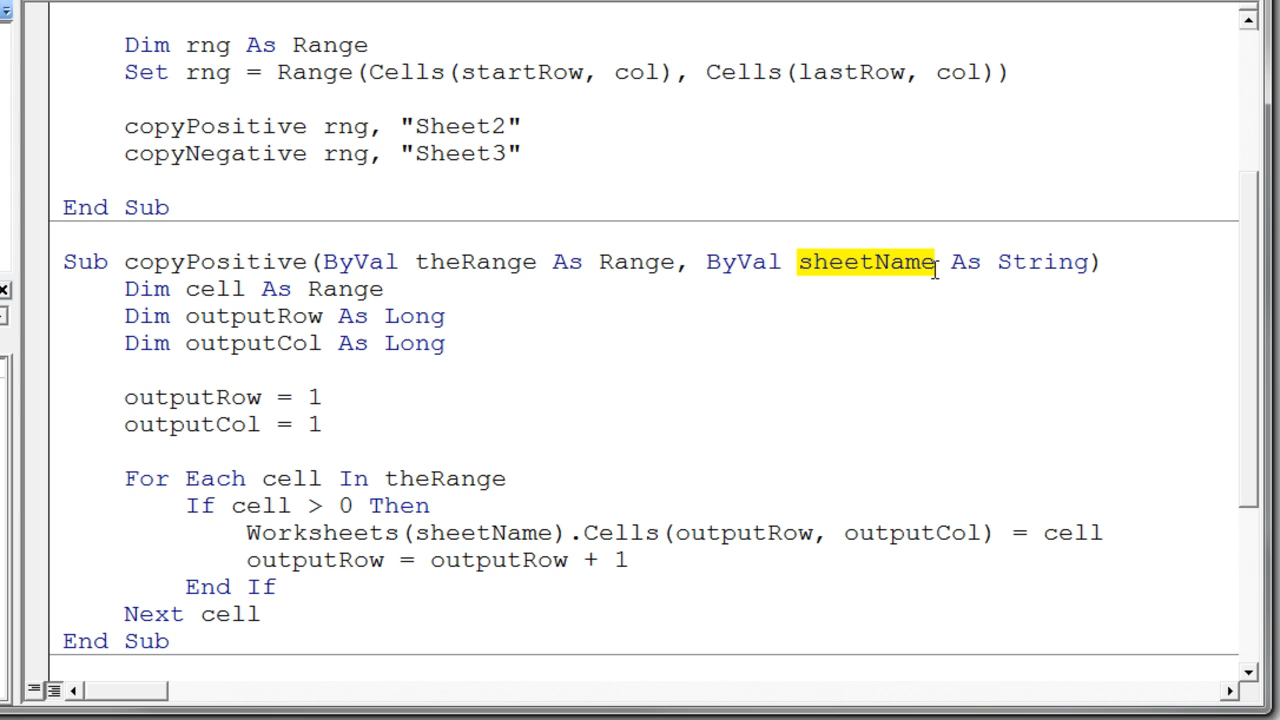 Dim rng As Range
Set rng = Range(Cells(startRow, col), Cells(lastRow, col))
copyPositive rng, "Sheet2"
copyNegative rng, "Sheet3"
End Sub
Sub copyPositive(ByVal theRange As Range, ByVal sheetName As String)
Dim cell As Range
Dim outputRow As Long
Dim outputCol As Long
outputRow = 1
outputCol = 1
For Each cell In theRange
If cell > 0 Then
Worksheets(sheetName).Cells(outputRow, outputCol) = cell
outputRow = outputRow + 1
End If
Next cell
End Sub